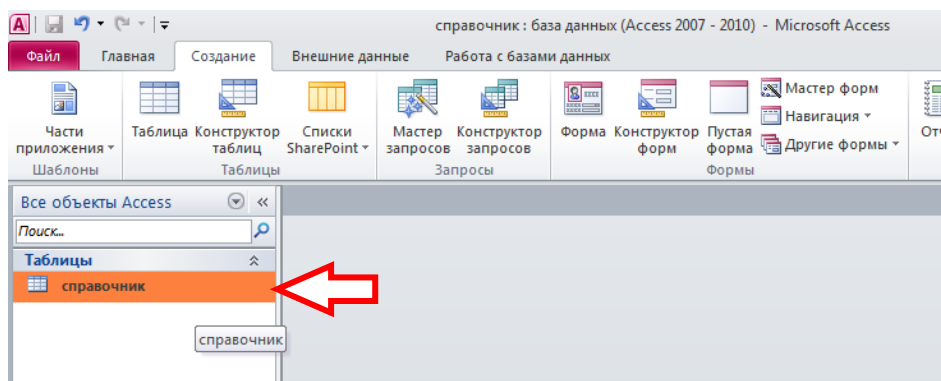 A
справочник : база данных (Access 2007 - 2010) - Microsoft Access
Файл Главная Создание Внешние данные Работа с базами данных
Части приложения
Таблица
Конструктор таблиц
Списки SharePoint
Мастер запросов
Конструктор запросов
Форма
Конструктор форм
Пустая форма
Мастер форм
Навигация
Другие формы
Шаблоны Таблицы Запросы Формы
Все объекты Access
Поиск...
Таблицы
справочник
справочник